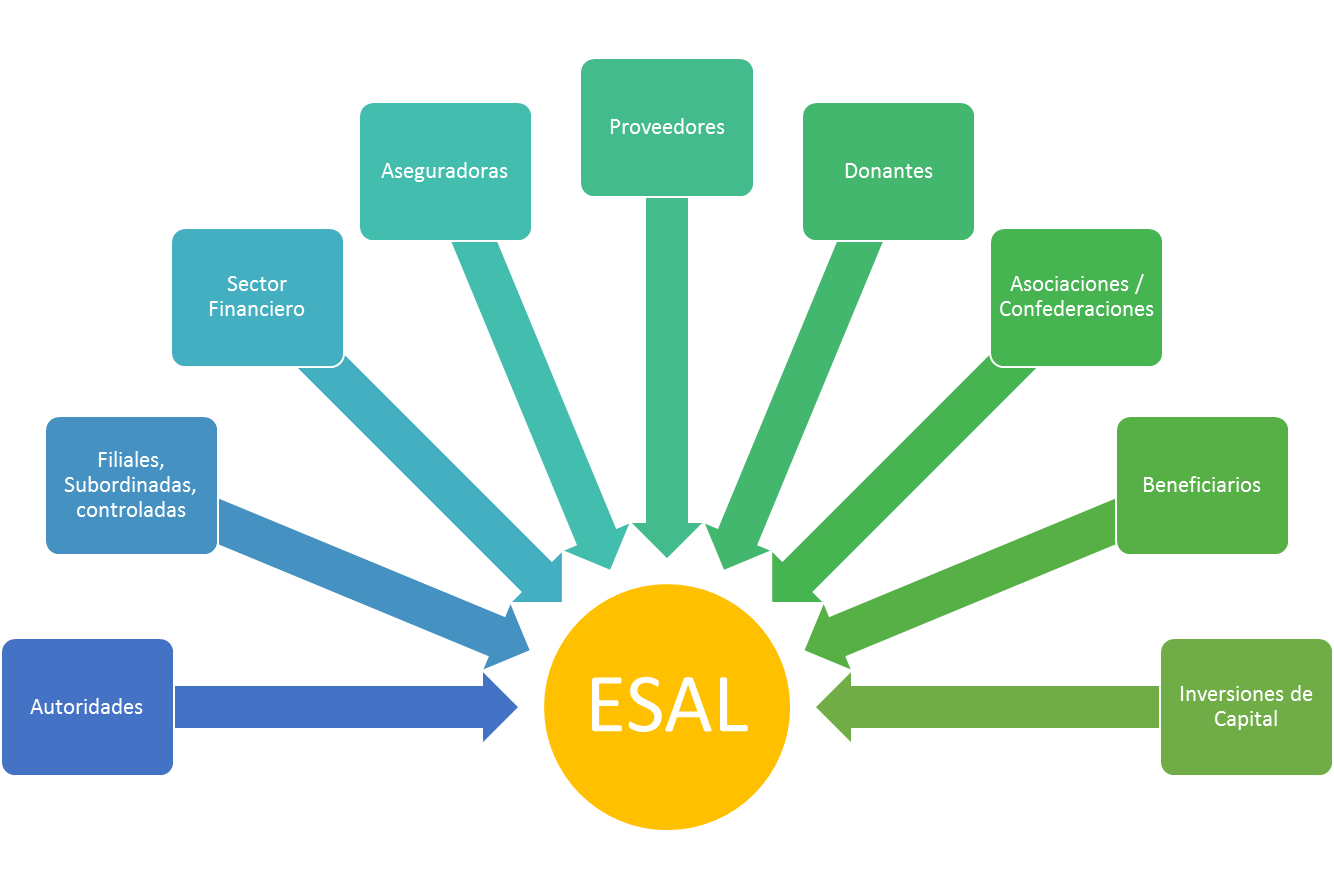 Proveedores
Aseguradoras
Donantes
Sector
Financiero
Asociaciones /
Confederaciones
Filiales,
Subordinadas,
controladas
Beneficiarios
Autoridades
ESAL
Inversiones de
Capital